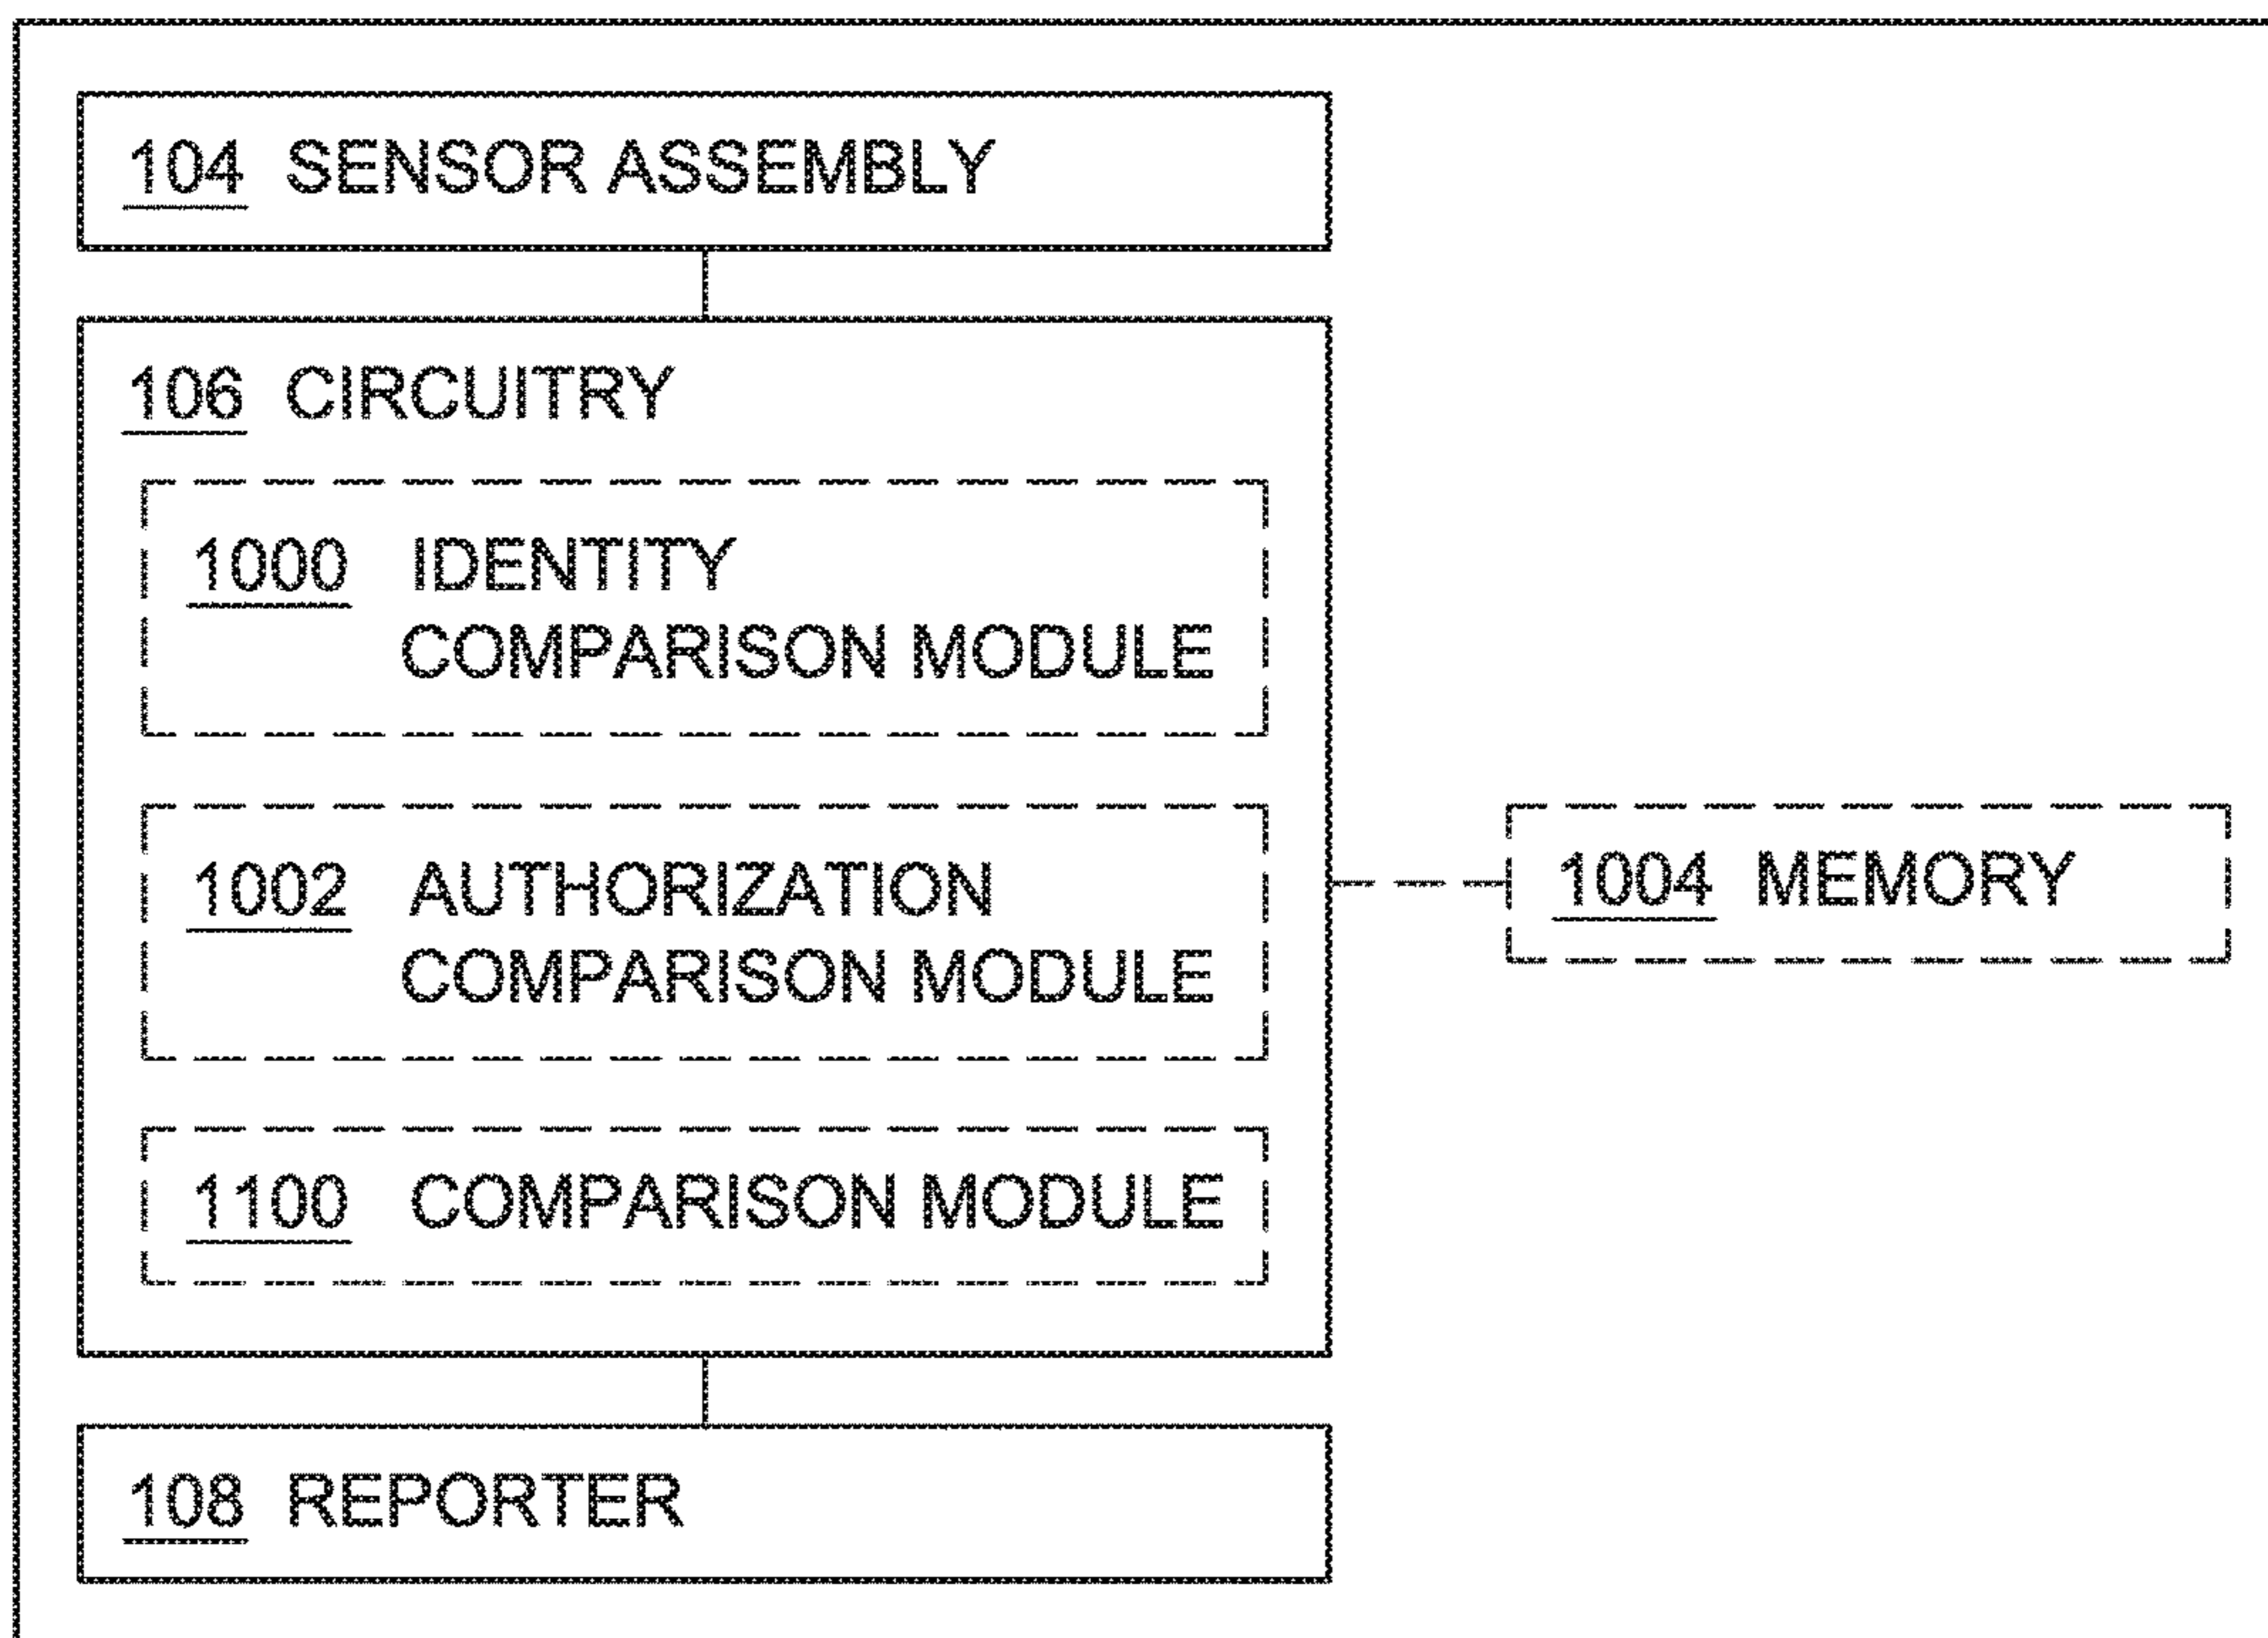 104 SENSOR ASSEMBLY
106 CIRCUITRY
1000 IDENTITY
COMPARISON MODULE
1002 AUTHORIZATION
COMPARISON MODULE
1004 MEMORY
1100 COMPARISON MODULE
108 REPORTER